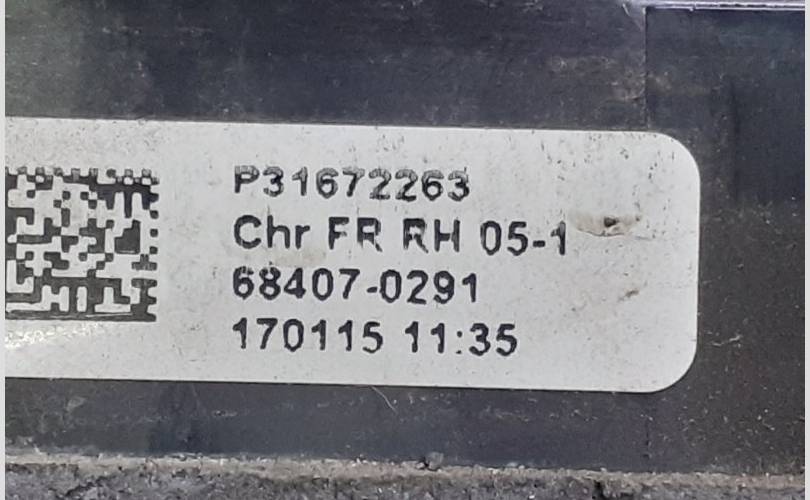 P31672263
Chr FR RH 05-1
68407-0291
170115 11:35